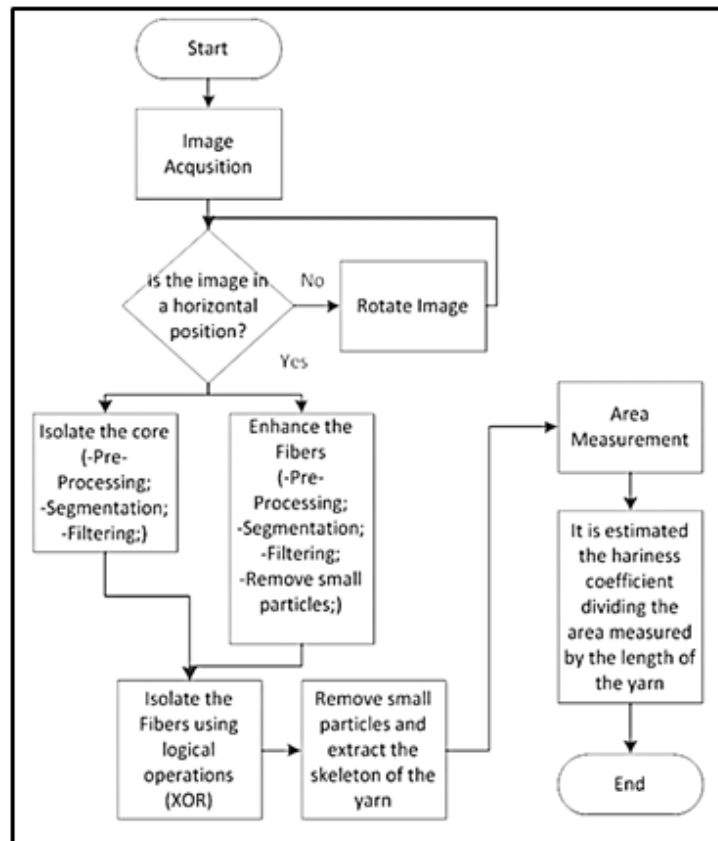 Start
Image
Acqusition
Is the image in
a horizontal
position?
No
Rotate Image
Yes
Isolate the core
(-Pre-
Processing;
-Segmentation;
-Filtering;)
Enhance the
Fibers
(-Pre-
Processing;
-Segmentation;
-Filtering;
-Remove small
particles;)
Isolate the
Fibers using
logical
operations
(XOR)
Remove small
particles and
extract the
skeleton of the
yarn
Area
Measurement
It is estimated
the hariness
coefficient
dividing the
area measured
by the length of
the yarn
End